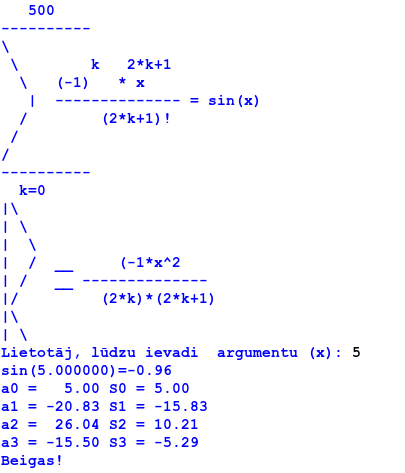 500
----------
\
 \        k   2*k+1
  \   (-1)   * x
   |  -------------- = sin(x)
  /        (2*k+1)!
 /
/
----------
  k=0
|\
| \
|  \
|  /  __     (-1*x^2
| /   __ --------------
|/         (2*k)*(2*k+1)
|\
| \
Lietotāj, lūdzu ievadi  argumentu (x): 5
sin(5.000000)=-0.96
a0 =   5.00 S0 = 5.00
a1 = -20.83 S1 = -15.83
a2 =  26.04 S2 = 10.21
a3 = -15.50 S3 = -5.29
Beigas!